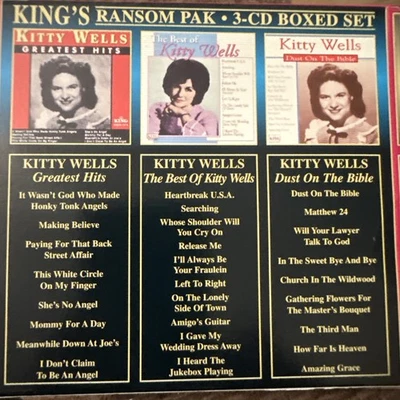 KING'S RANSOM PAK • 3-CD BOXED SET
KITTY WELLS
GREATEST HITS
KING
The Best of
Kitty Wells
Kitty Wells
Dust On The Bible
KITTY WELLS
Greatest Hits
It Wasn't God Who Made
Honky Tonk Angels
Making Believe
Paying For That Back
Street Affair
This White Circle
On My Finger
She's No Angel
Mommy For A Day
Meanwhile Down At Joe's
I Don't Claim
To Be An Angel
KITTY WELLS
The Best Of Kitty Wells
Heartbreak U.S.A.
Searching
Whose Shoulder Will
You Cry On
Release Me
I'll Always Be
Your Fraulein
Left To Right
On The Lonely
Side Of Town
Amigo's Guitar
I Gave My
Wedding Dress Away
I Heard The
Jukebox Playing
KITTY WELLS
Dust On The Bible
Dust On The Bible
Matthew 24
Will Your Lawyer
Talk To God
In The Sweet Bye And Bye
Church In The Wildwood
Gathering Flowers For
The Master's Bouquet
The Third Man
How Far Is Heaven
Amazing Grace